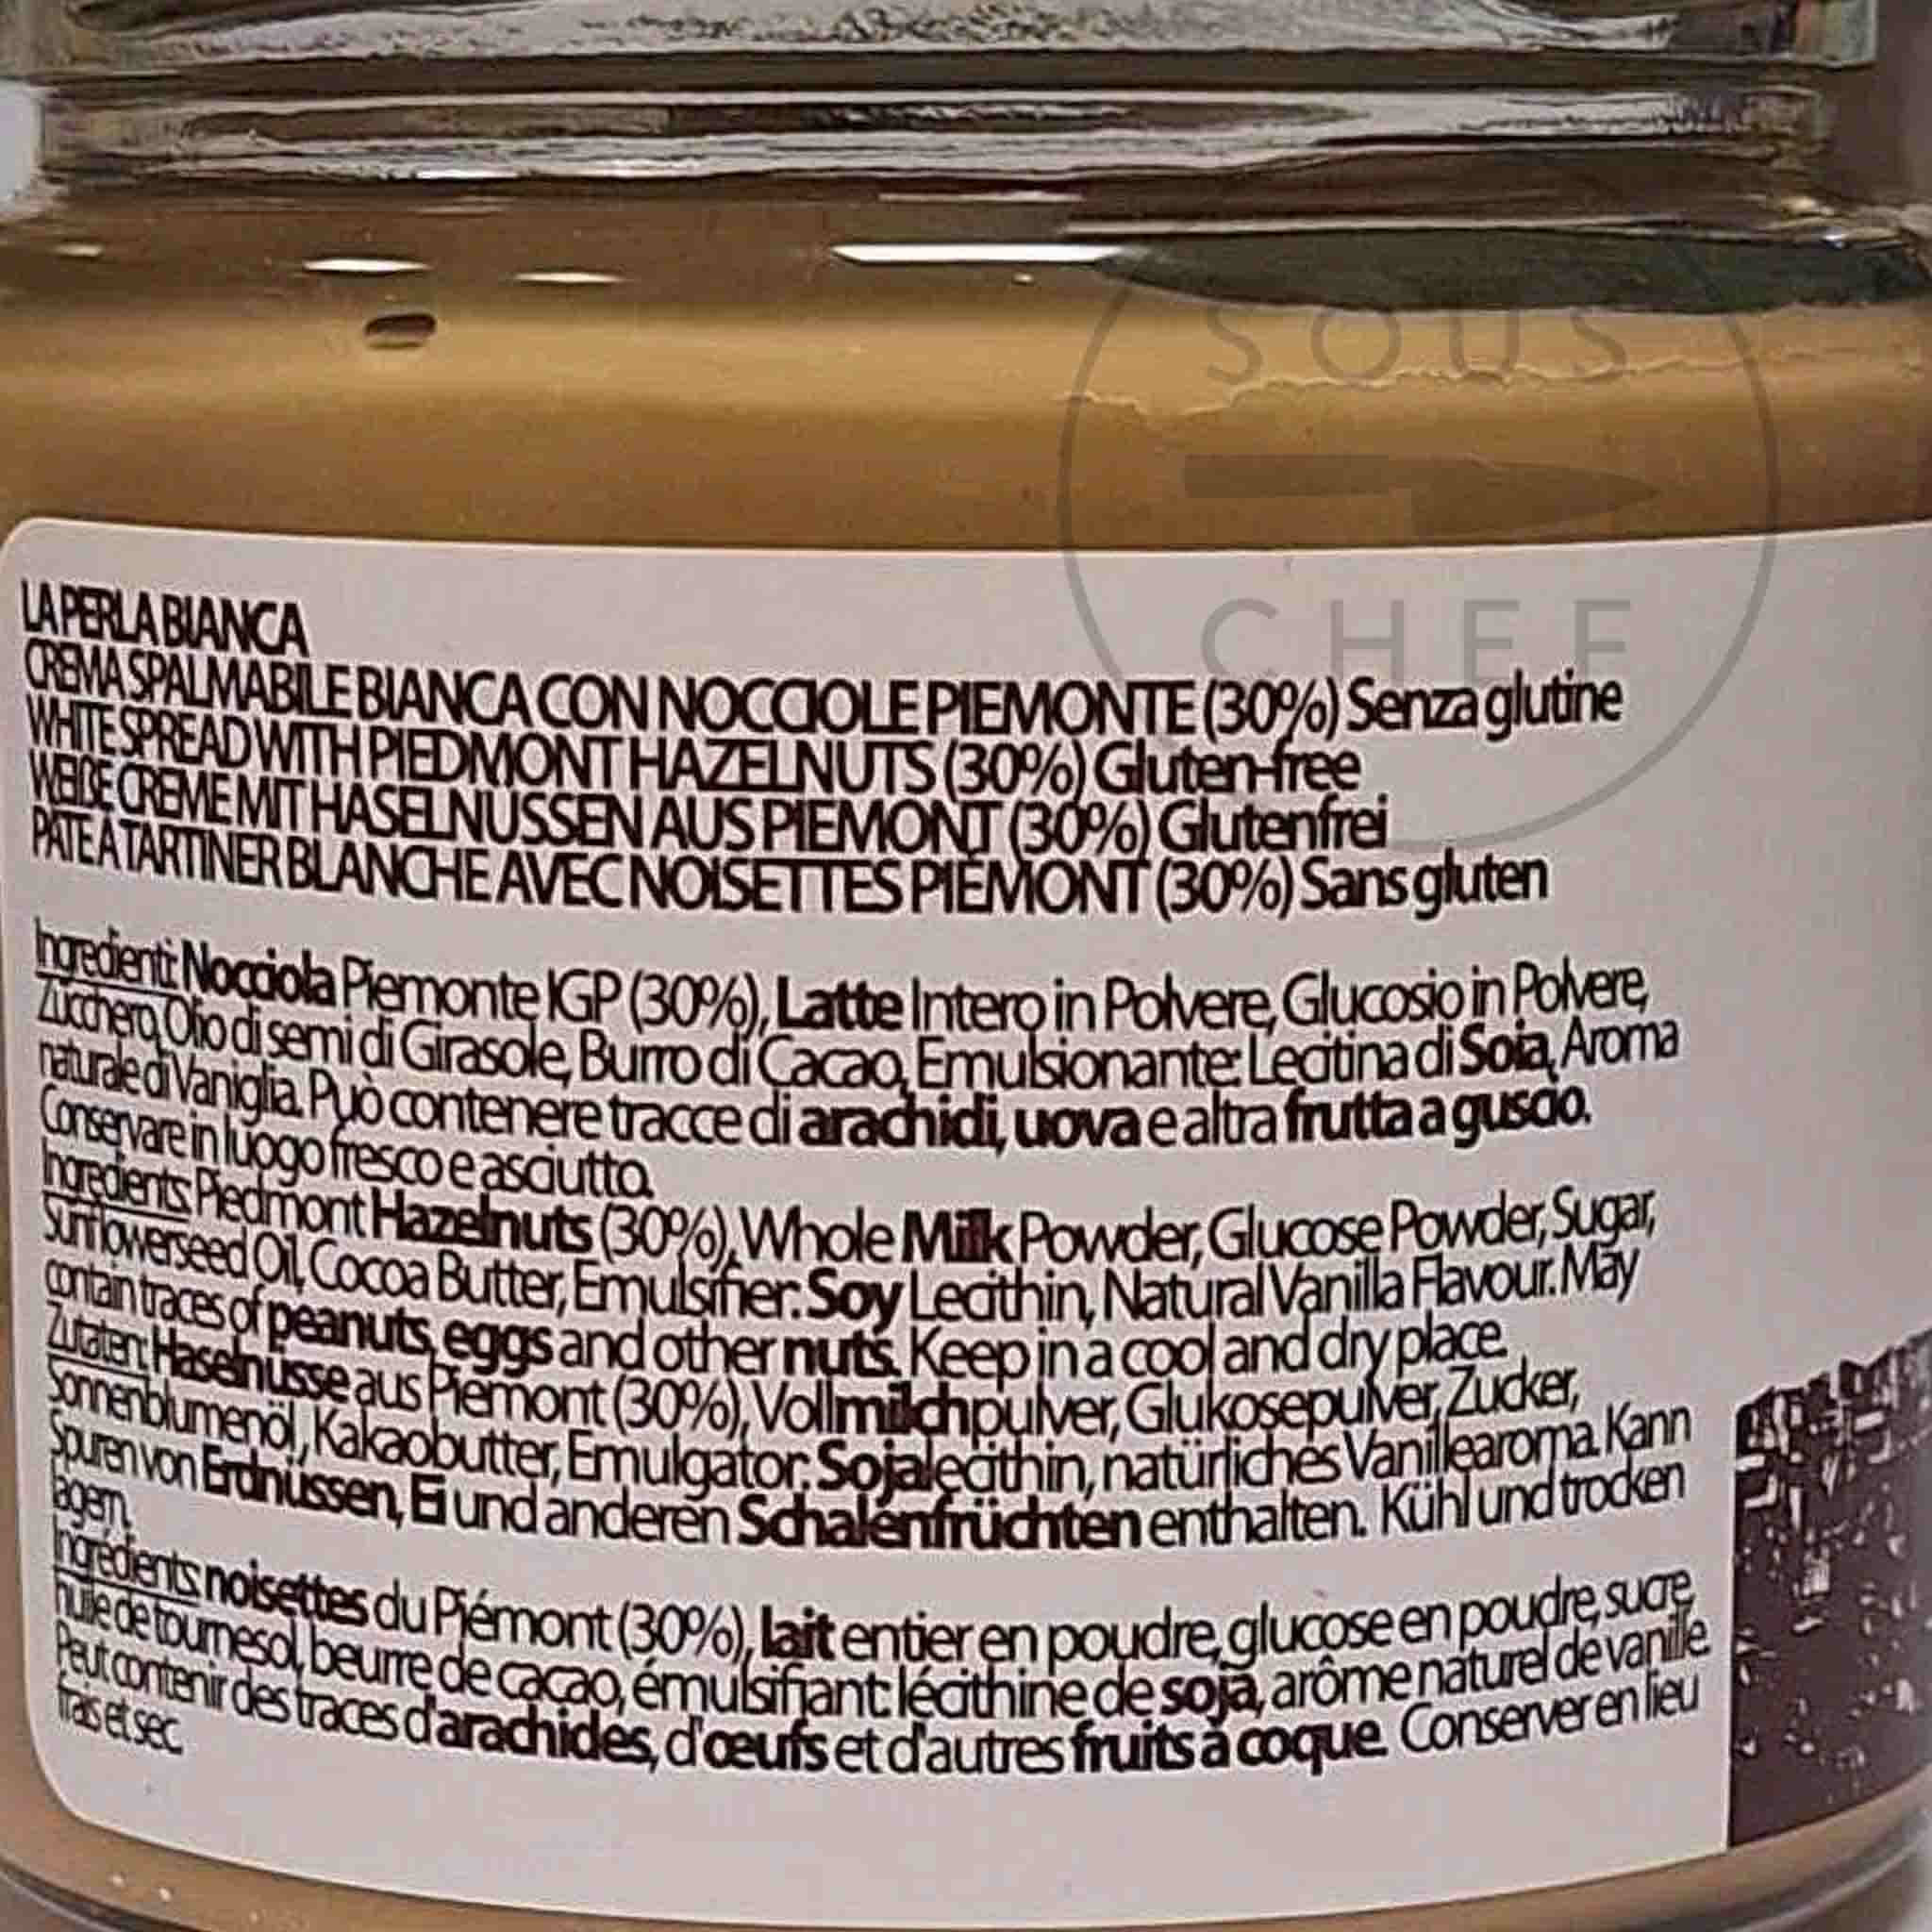 SOUS
CHEF
LA PERLA BIANCA
CREMA SPALMABILE BIANCA CON NOCCIOLE PIEMONTE (30%) Senza glutine
WHITE SPREAD WITH PIEDMONT HAZELNUTS (30%) Gluten-free
WEIßE CREME MIT HASELNÜSSEN AUS PIEMONT (30%) Glutenfrei
PÂTE À TARTINER BLANCHE AVEC NOISETTES PIÉMONT (30%) Sans gluten
Ingredienti: Nocciola Piemonte IGP (30%), Latte Intero in Polvere, Glucosio in Polvere,
Zucchero, Olio di semi di Girasole, Burro di Cacao, Emulsionante: Lecitina di Soia, Aroma
naturale di Vaniglia. Può contenere tracce di arachidi, uova e altra frutta a guscio.
Conservare in luogo fresco e asciutto.
Ingredients: Piedmont Hazelnuts (30%), Whole Milk Powder, Glucose Powder, Sugar,
Sunflowerseed Oil, Cocoa Butter, Emulsifier: Soy Lecithin, Natural Vanilla Flavour. May
contain traces of peanuts, eggs and other nuts. Keep in a cool and dry place.
Zutaten: Haselnüsse aus Piemont (30%), Vollmilchpulver, Glukosepulver, Zucker,
Sonnenblumenöl, Kakaobutter, Emulgator: Sojalecithin, natürliches Vanillearoma. Kann
Spuren von Erdnüssen, Ei und anderen Schalenfrüchten enthalten. Kühl und trocken
lagern.
Ingrédients: noisettes du Piémont (30%), lait entier en poudre, glucose en poudre, sucre,
huile de tournesol, beurre de cacao, émulsifiant: lécithine de soja, arôme naturel de vanille.
Peut contenir des traces d'arachides, d'œufs et d'autres fruits à coque. Conserver en lieu
frais et sec.